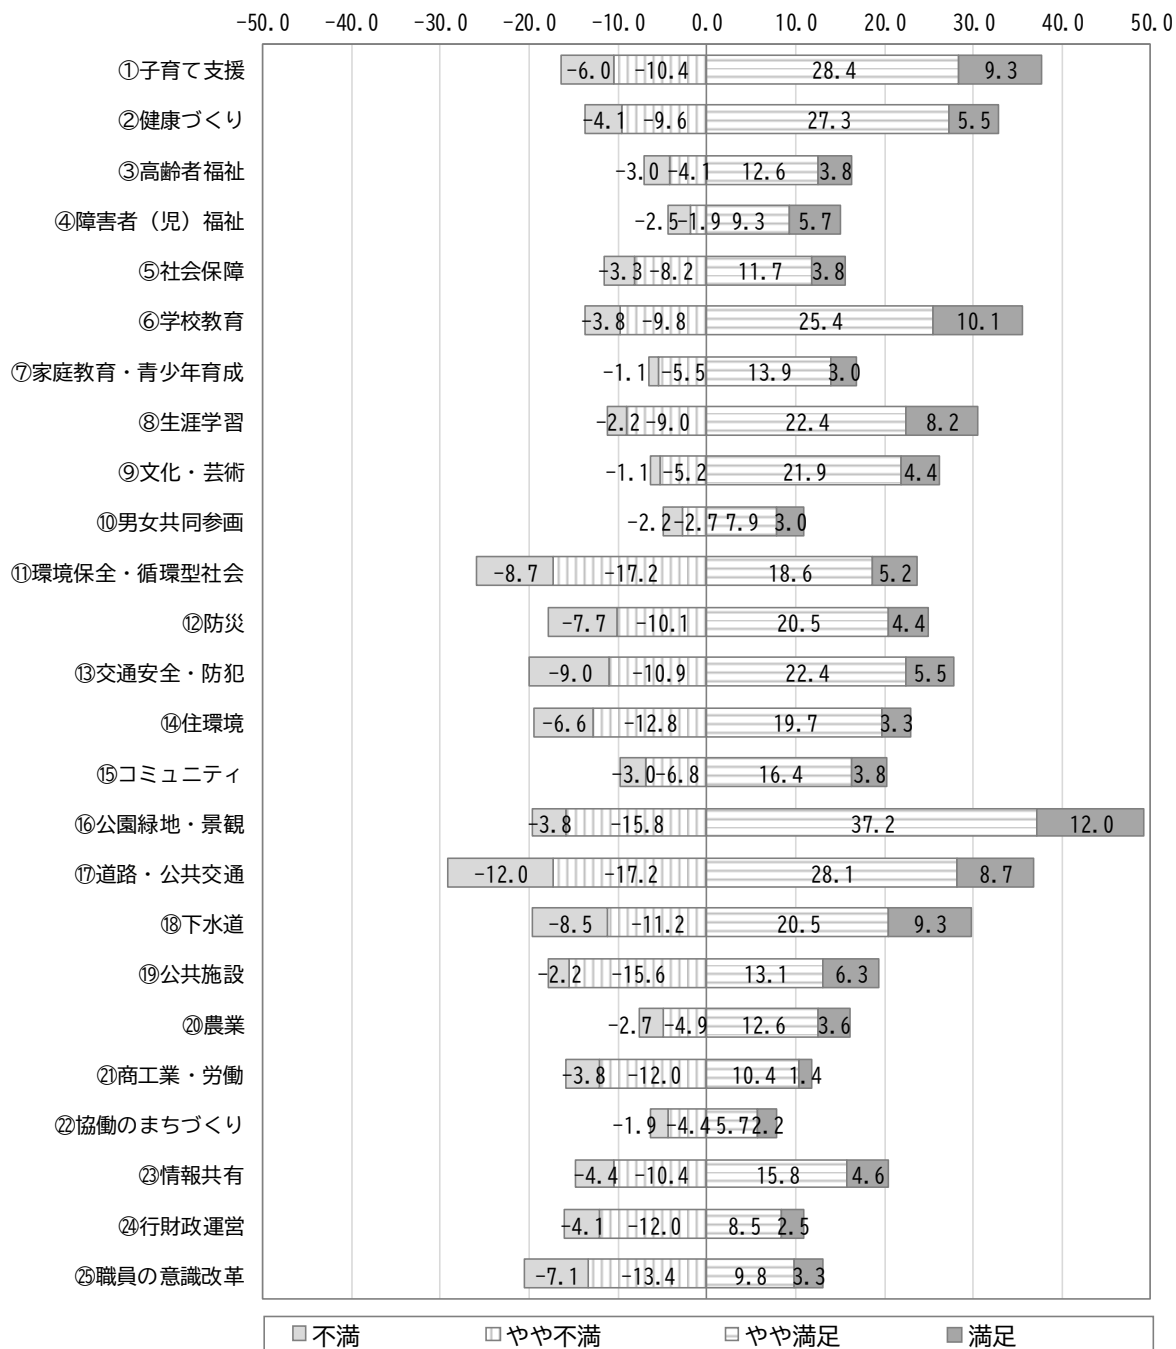 -50.0 -40.0 -30.0 -20.0 -10.0 0.0 10.0 20.0 30.0 40.0 50.0
①子育て支援 -6.0 -10.4 28.4 9.3
②健康づくり -4.1 -9.6 27.3 5.5
③高齢者福祉 -3.0 -4.1 12.6 3.8
④障害者（児）福祉 -2.5 -1.9 9.3 5.7
⑤社会保障 -3.3 -8.2 11.7 3.8
⑥学校教育 -3.8 -9.8 25.4 10.1
⑦家庭教育・青少年育成 -1.1 -5.5 13.9 3.0
⑧生涯学習 -2.2 -9.0 22.4 8.2
⑨文化・芸術 -1.1 -5.2 21.9 4.4
⑩男女共同参画 -2.2 -2.7 7.9 3.0
⑪環境保全・循環型社会 -8.7 -17.2 18.6 5.2
⑫防災 -7.7 -10.1 20.5 4.4
⑬交通安全・防犯 -9.0 -10.9 22.4 5.5
⑭住環境 -6.6 -12.8 19.7 3.3
⑮コミュニティ -3.0 -6.8 16.4 3.8
⑯公園緑地・景観 -3.8 -15.8 37.2 12.0
⑰道路・公共交通 -12.0 -17.2 28.1 8.7
⑱下水道 -8.5 -11.2 20.5 9.3
⑲公共施設 -2.2 -15.6 13.1 6.3
⑳農業 -2.7 -4.9 12.6 3.6
㉑商工業・労働 -3.8 -12.0 10.4 1.4
㉒協働のまちづくり -1.9 -4.4 5.7 2.2
㉓情報共有 -4.4 -10.4 15.8 4.6
㉔行財政運営 -4.1 -12.0 8.5 2.5
㉕職員の意識改革 -7.1 -13.4 9.8 3.3
不満 やや不満 やや満足 満足